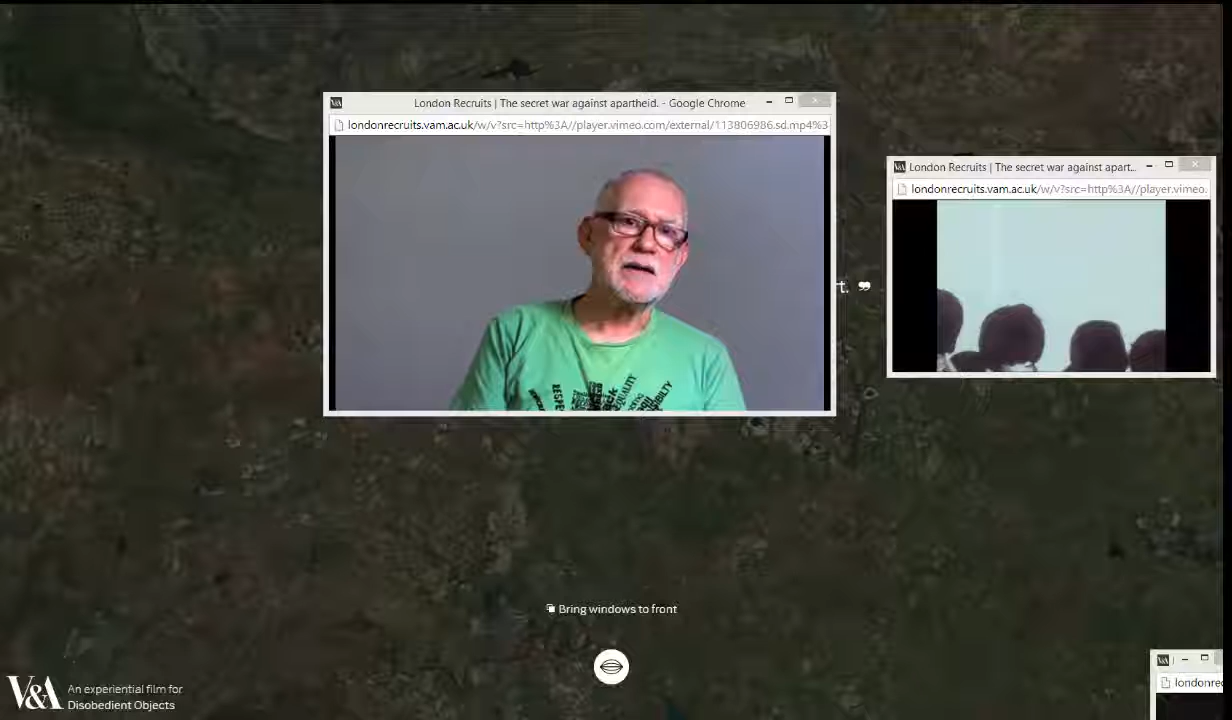 London Recruits | The secret war against apartheid. - Google Chrome
londonrecruits.vam.ac.uk/w/v?src=http%3A//player.vimeo.com/external/113806986.sd.mp4%3
London Recruits | The secret war against apart...
londonrecruits.vam.ac.uk/w/v?src=http%3A//player.vimeo.
t. ”
EQUALITY
Bring windows to front
V&A
An experiential film for
Disobedient Objects
londonrec